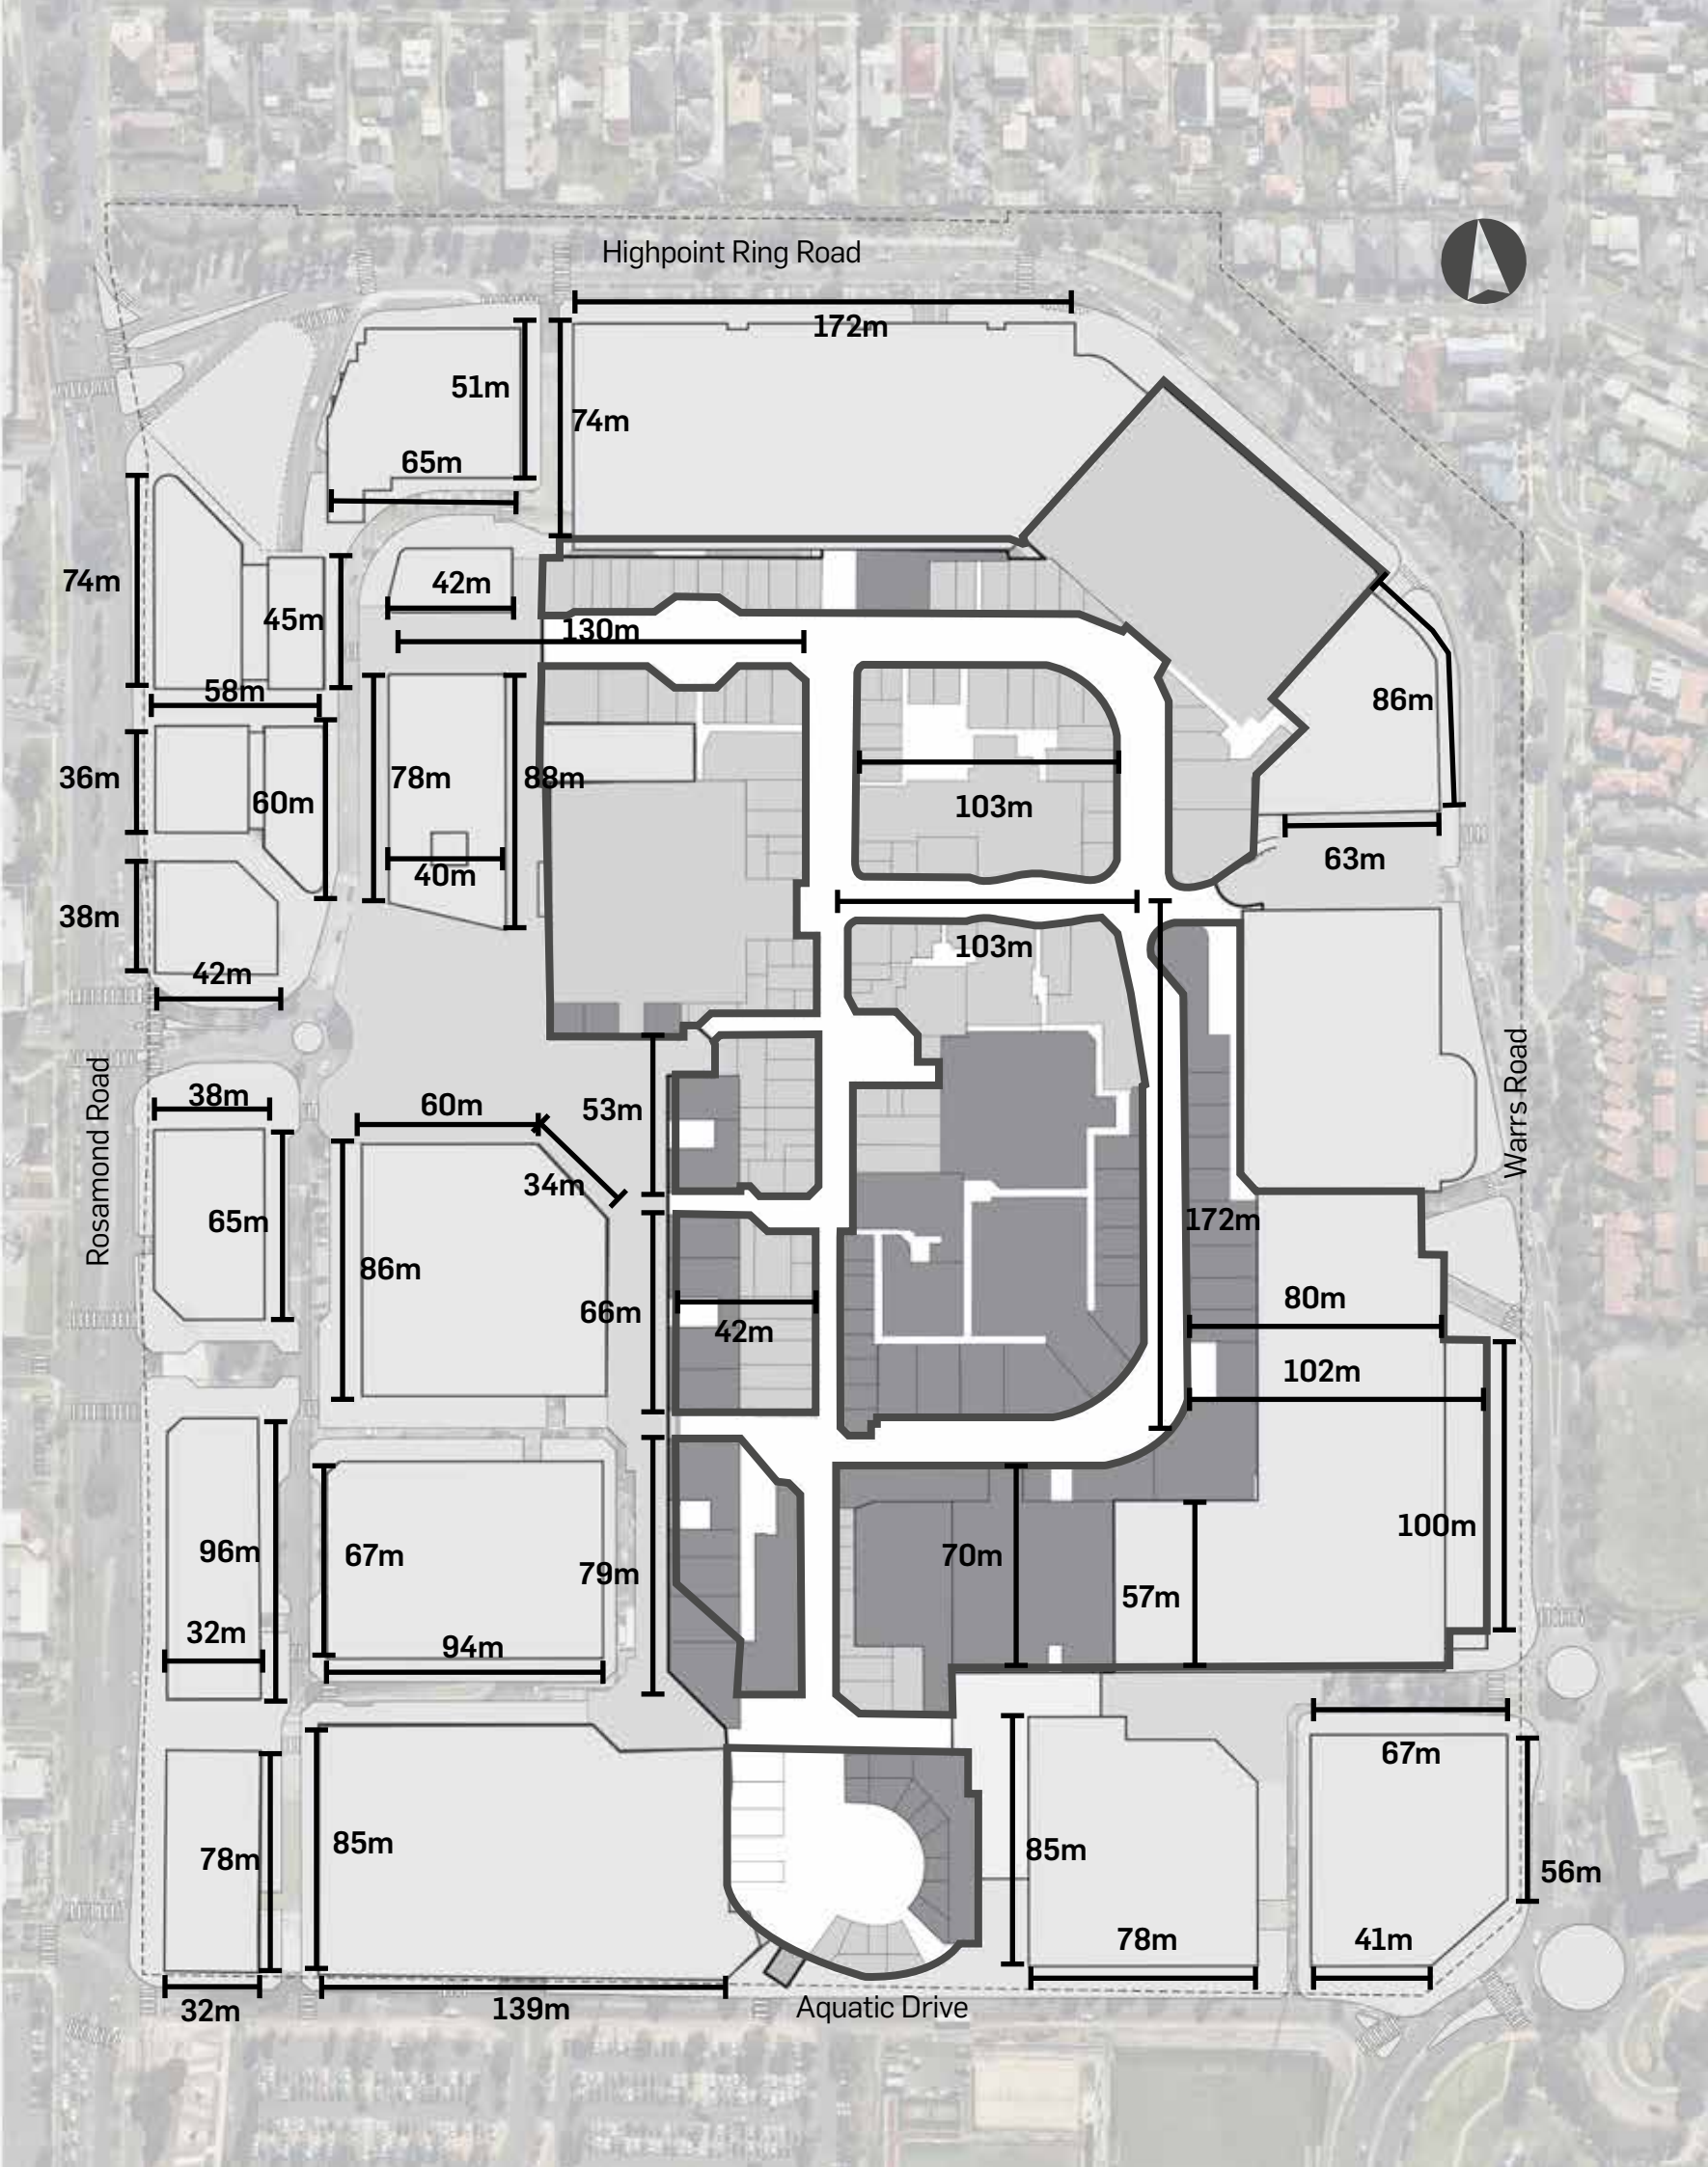 Highpoint Ring Road
172m
51m
74m
65m
74m
42m
45m
130m
58m
86m
36m
78m
88m
60m
103m
63m
40m
38m
103m
42m
38m
60m
53m
34m
65m
172m
86m
66m
42m
80m
102m
Rosamond Road
Warrs Road
96m
67m
79m
70m
57m
100m
32m
94m
67m
78m
85m
85m
56m
78m
41m
32m
139m
Aquatic Drive